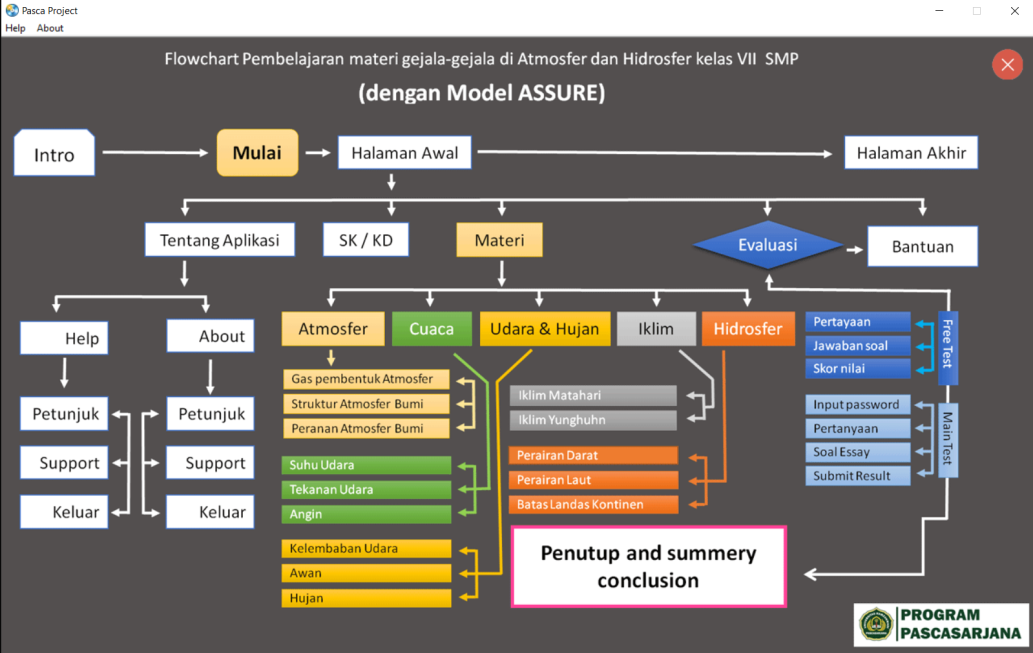 Pasca Project
Help About
Flowchart Pembelajaran materi gejala-gejala di Atmosfer dan Hidrosfer kelas VII SMP
(dengan Model ASSURE)
Intro
Mulai
Halaman Awal
Halaman Akhir
Tentang Aplikasi
SK / KD
Materi
Evaluasi
Bantuan
Help
About
Petunjuk
Support
Keluar
Petunjuk
Support
Keluar
Atmosfer
Cuaca
Udara & Hujan
Iklim
Hidrosfer
Gas pembentuk Atmosfer
Struktur Atmosfer Bumi
Peranan Atmosfer Bumi
Suhu Udara
Tekanan Udara
Angin
Kelembaban Udara
Awan
Hujan
Iklim Matahari
Iklim Yunghuhn
Perairan Darat
Perairan Laut
Batas Landas Kontinen
Pertayaan
Jawaban soal
Skor nilai
Free Test
Input password
Pertanyaan
Soal Essay
Submit Result
Main Test
Penutup and summery
conclusion
PROGRAM
PASCASARJANA